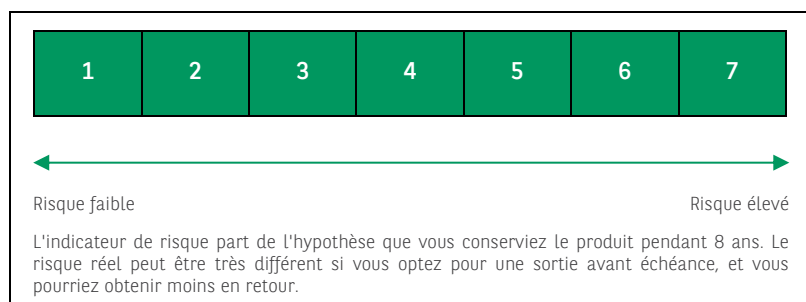 1 2 3 4 5 6 7
Risque faible Risque élevé
L'indicateur de risque part de l'hypothèse que vous conserviez le produit pendant 8 ans. Le
risque réel peut être très différent si vous optez pour une sortie avant échéance, et vous
pourriez obtenir moins en retour.